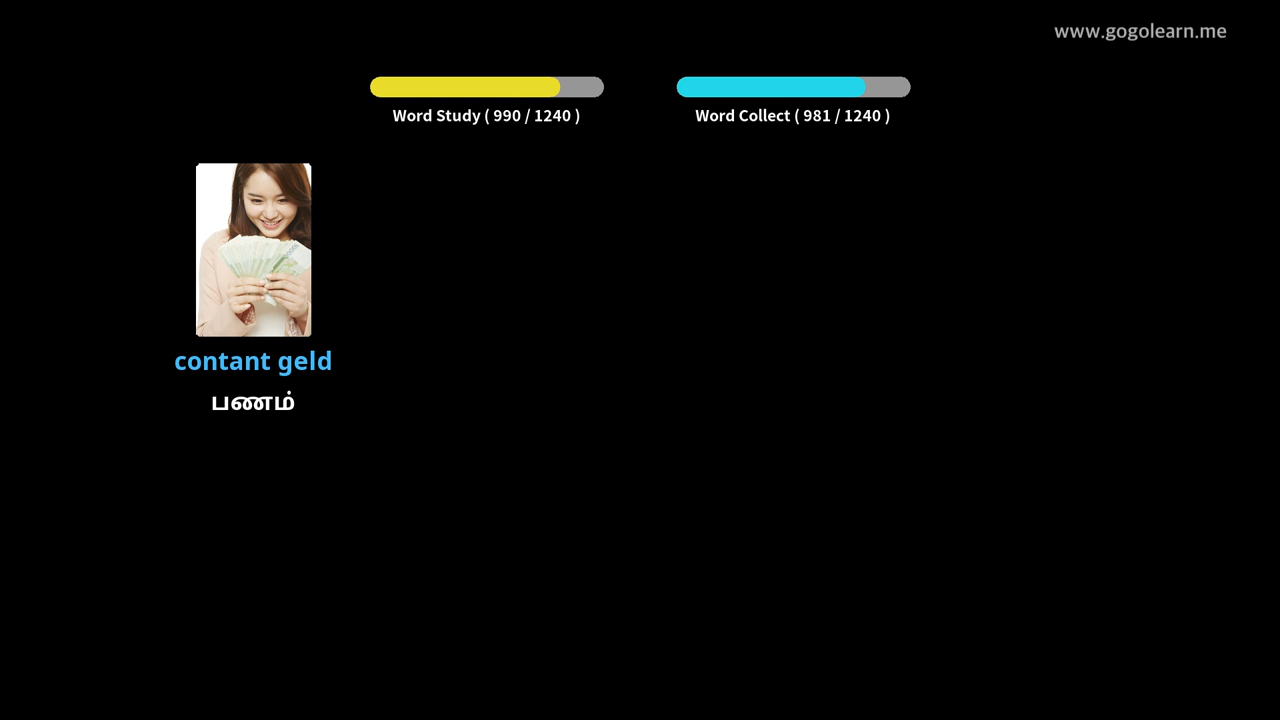 www.gogolearn.me
Word Study ( 990 / 1240 )
Word Collect ( 981 / 1240 )
contant geld
பணம்